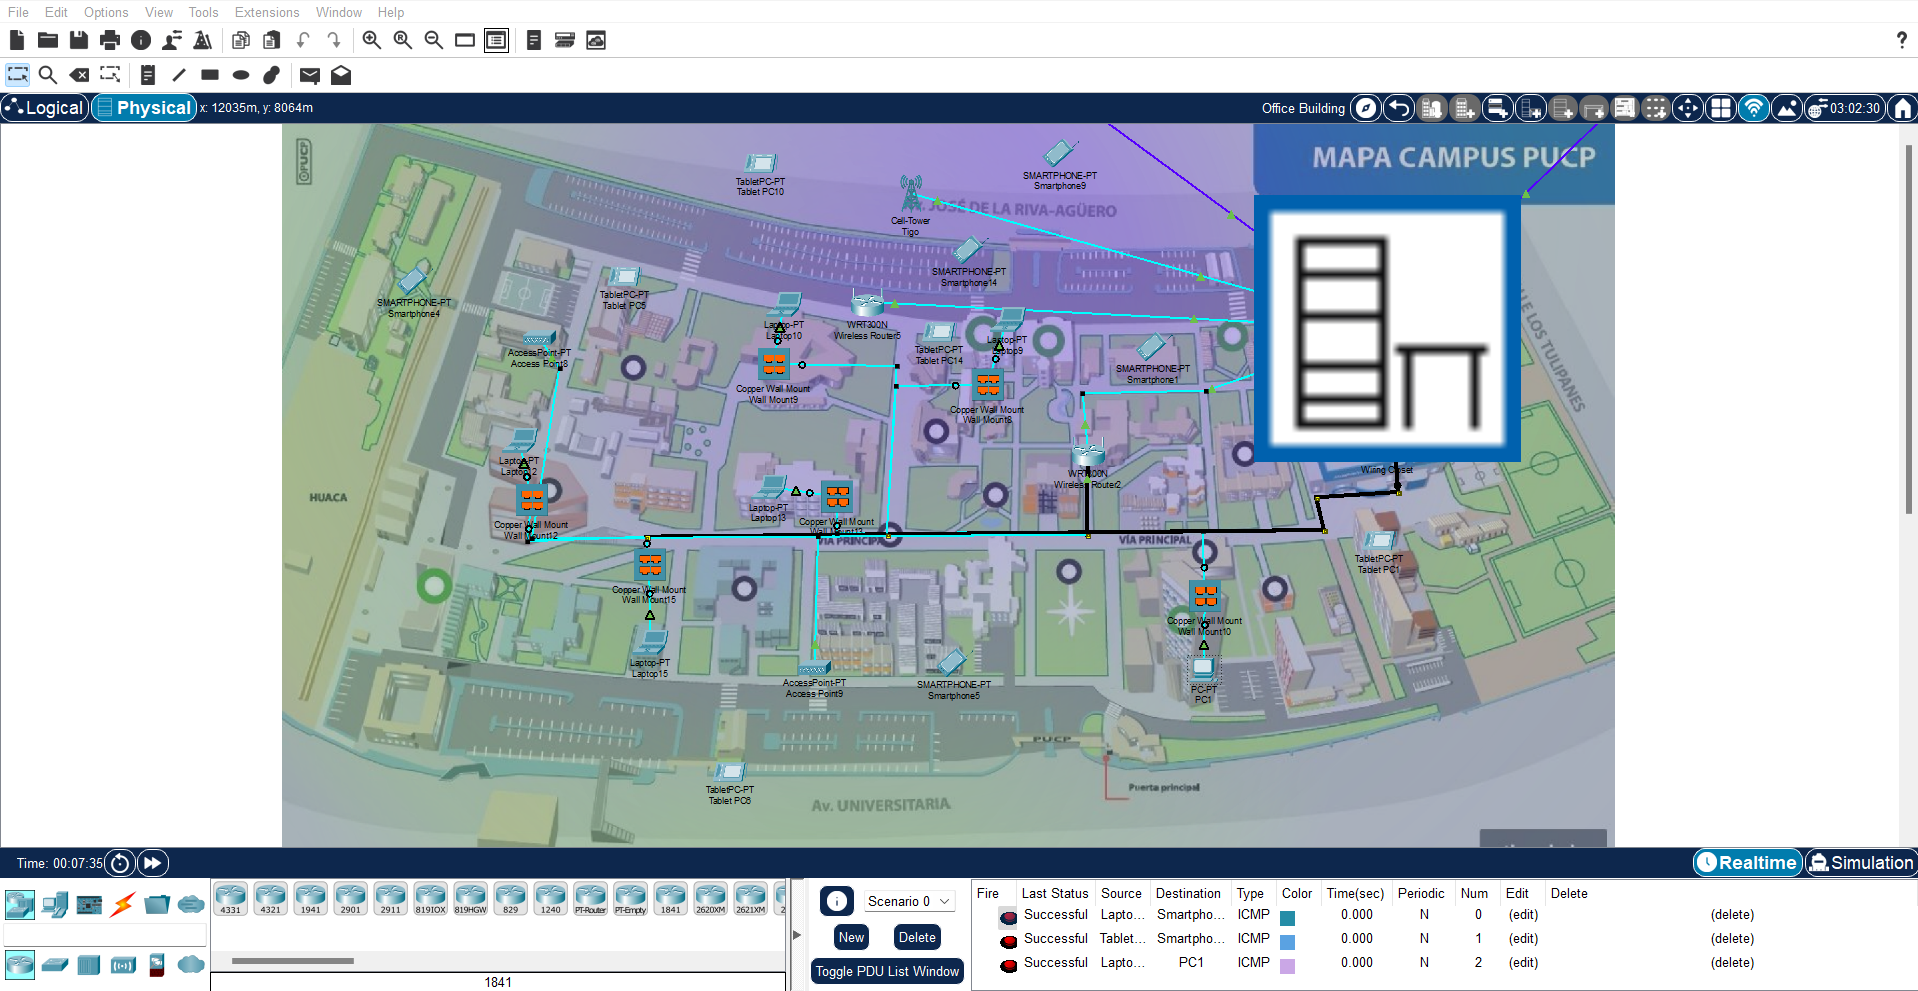 File Edit Options View Tools Extensions Window Help
?
Logical Physical x: 12035m, y: 8064m Office Building 03:02:30
PUCP
MAPA CAMPUS PUCP
TabletPC-PT
Tablet PC10
SMARTPHONE-PT
Smartphone9
Cell-Tower
Tigo
JOSÉ DE LA RIVA-AGÜERO
SMARTPHONE-PT
Smartphone14
SMARTPHONE-PT
Smartphone4
TabletPC-PT
Tablet PC5
Laptop-PT
Laptop10
WRT300N
Wireless Router5
TabletPC-PT
Tablet PC14
Laptop-PT
Laptop9
AccessPoint-PT
Access Point8
SMARTPHONE-PT
Smartphone1
Copper Wall Mount
Wall Mount9
Copper Wall Mount
LE LOS TULIPANES
Laptop-PT
WRT300N
Wireless Router2
Wiring Closet
HUACA
Laptop-PT
Laptop13
Copper Wall Mount
Wall Mount12
Copper Wall Mount
VÍA PRINCIPAL
VÍA PRINCIPAL
TabletPC-PT
Tablet PC1
Copper Wall Mount
Wall Mount15
Copper Wall Mount
Wall Mount10
Laptop-PT
Laptop15
AccessPoint-PT
Access Point9
SMARTPHONE-PT
Smartphone5
PC-PT
PC1
PUCP
TabletPC-PT
Tablet PC6
Av. UNIVERSITARIA
Puerta principal
Time: 00:07:35 Realtime Simulation
4331 4321 1941 2901 2911 819IOX 819HGW 829 1240 PT-Router PT-Empty 1841 2620XM 2621XM 2
1841
Scenario 0
New Delete
Toggle PDU List Window
Fire Last Status Source Destination Type Color Time(sec) Periodic Num Edit Delete
Successful Lapto... Smartpho... ICMP 0.000 N 0 (edit) (delete)
Successful Tablet... Smartpho... ICMP 0.000 N 1 (edit) (delete)
Successful Lapto... PC1 ICMP 0.000 N 2 (edit) (delete)